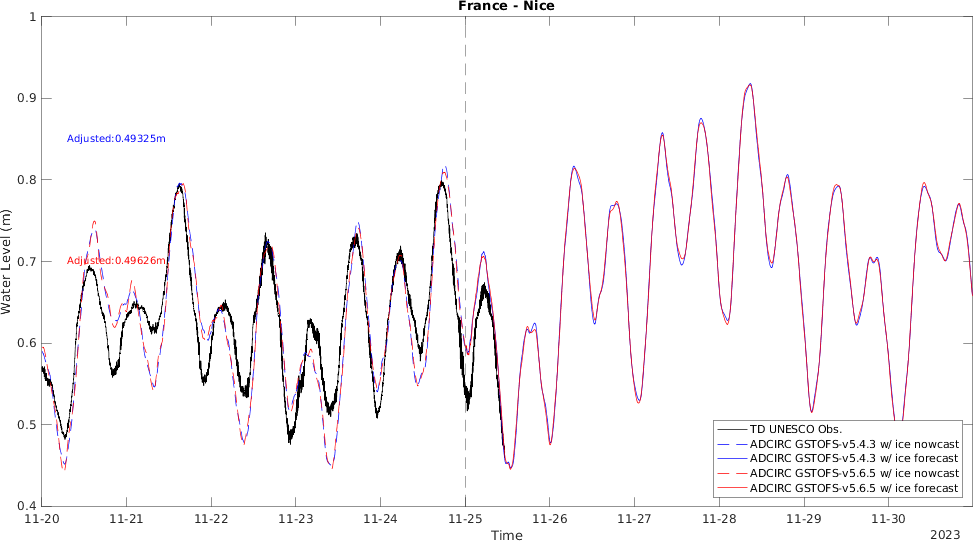 France - Nice
1
0.9
0.8
0.7
0.6
0.5
0.4
Water Level (m)
Adjusted:0.49325m
Adjusted:0.49626m
TD UNESCO Obs.
ADCIRC GSTOFS-v5.4.3 w/ ice nowcast
ADCIRC GSTOFS-v5.4.3 w/ ice forecast
ADCIRC GSTOFS-v5.6.5 w/ ice nowcast
ADCIRC GSTOFS-v5.6.5 w/ ice forecast
11-20 11-21 11-22 11-23 11-24 11-25 11-26 11-27 11-28 11-29 11-30
Time
2023